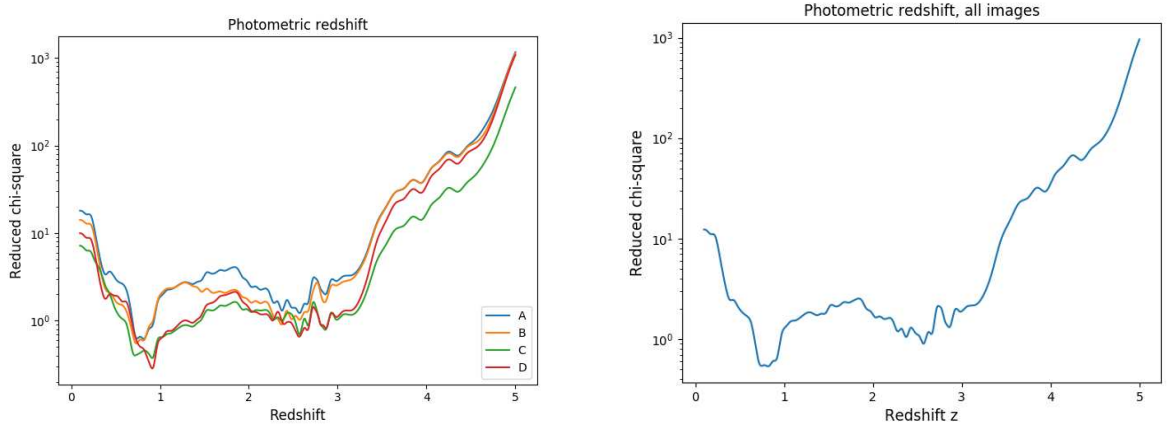 Photometric redshift
Reduced chi-square
10³
10²
10¹
10⁰
0 1 2 3 4 5
Redshift
A
B
C
D
Photometric redshift, all images
Reduced chi-square
10³
10²
10¹
10⁰
0 1 2 3 4 5
Redshift z